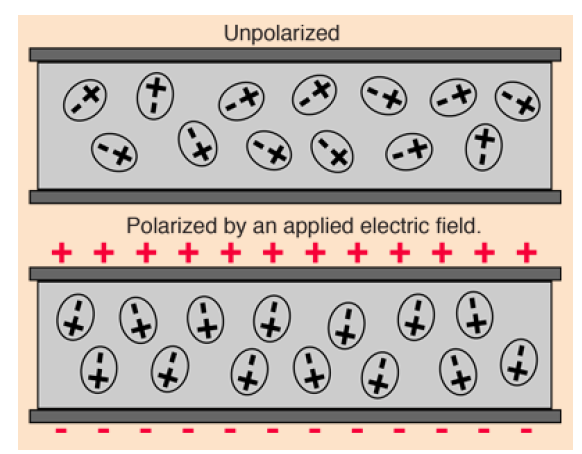 Unpolarized
Polarized by an applied electric field.
+ + + + + + + + + + + +
- - - - - - - - - - - -